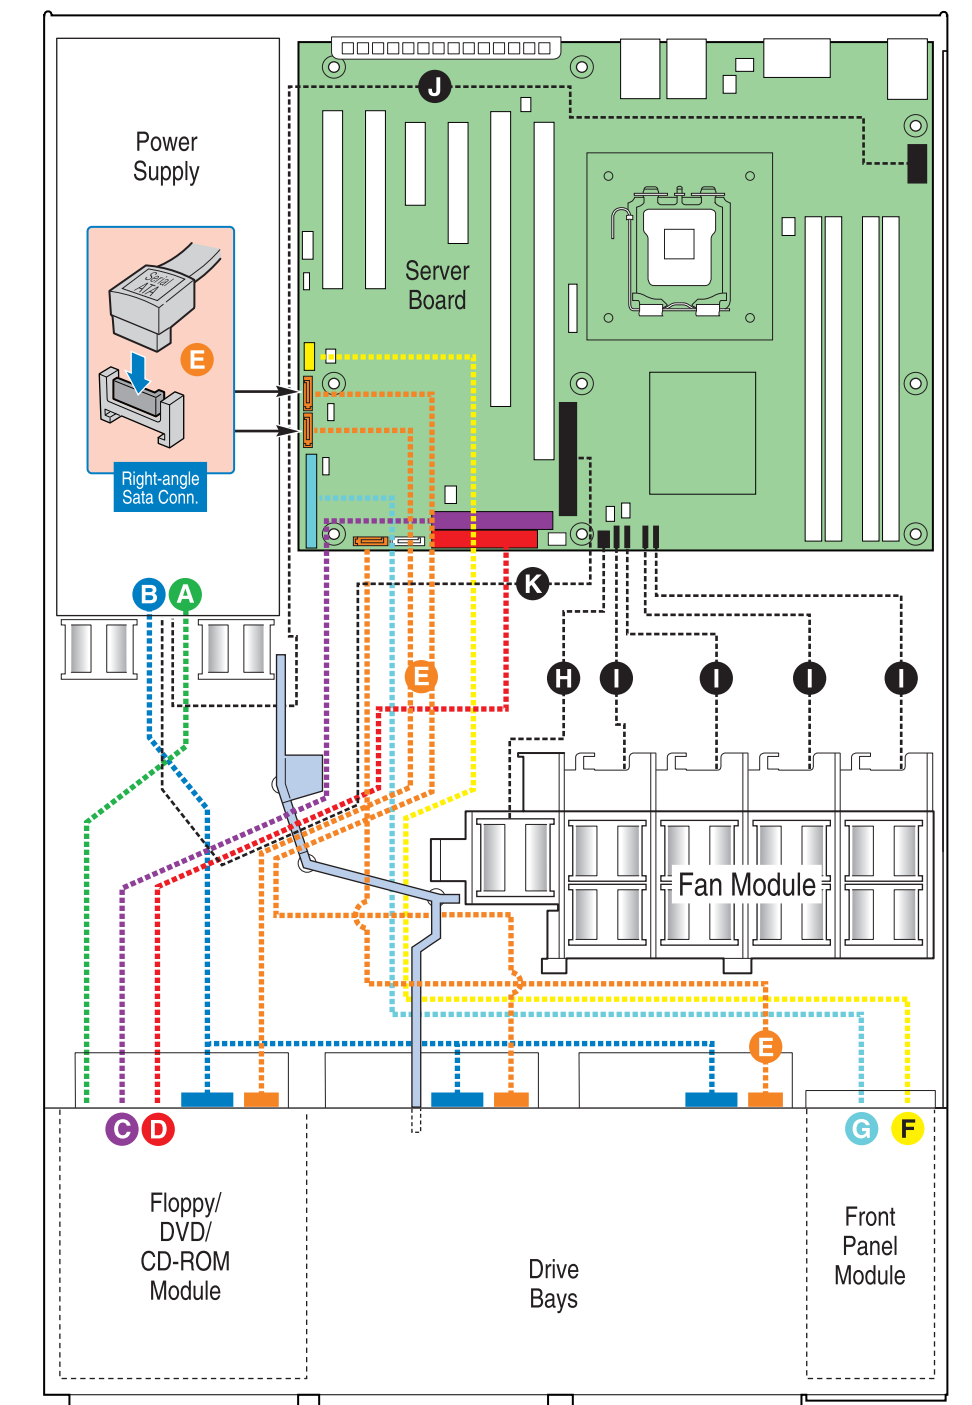 J
Power
Supply
Server
Board
Serial
ATA
E
Right-angle
Sata Conn.
B
A
K
E
H
I
I
I
I
Fan Module
E
C
D
G
F
Floppy/
DVD/
CD-ROM
Module
Drive
Bays
Front
Panel
Module